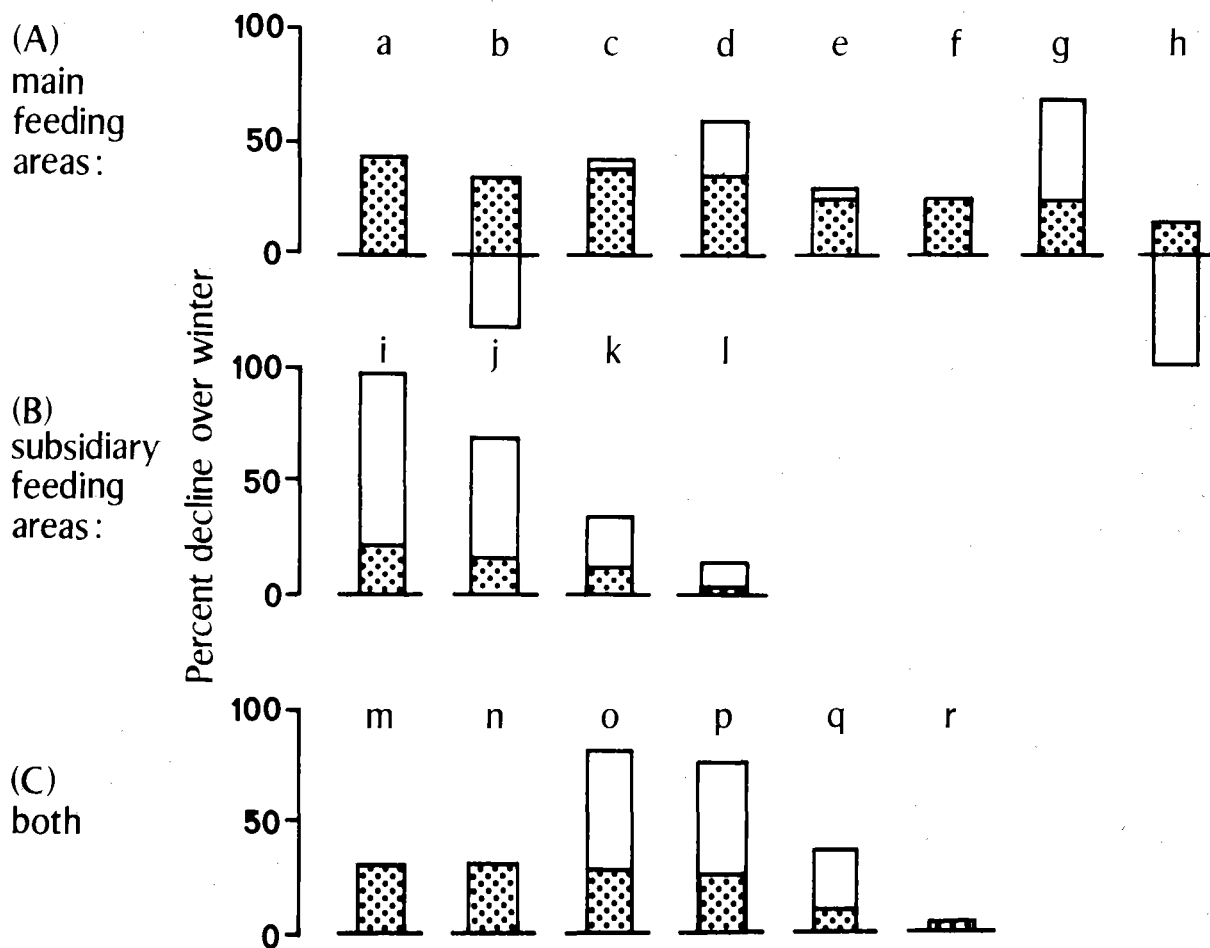 (A)
main
feeding
areas:
100
50
0
a b c d e f g h
Percent decline over winter
(B)
subsidiary
feeding
areas:
100
50
0
i j k l
(C)
both
100
50
0
m n o p q r